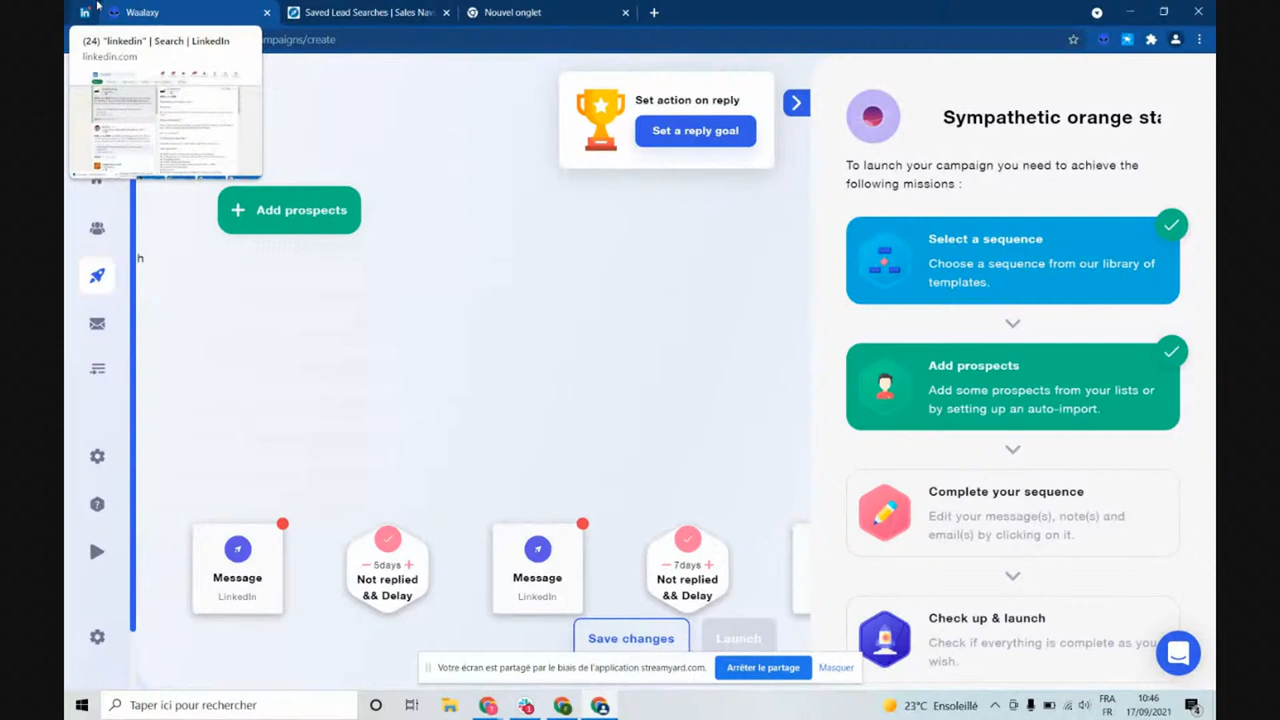 Waalaxy
Saved Lead Searches | Sales Nav
Nouvel onglet
(24) "linkedin" | Search | LinkedIn
linkedin.com
ampaigns/create
Set action on reply
Set a reply goal
Sympathetic orange sta
To launch your campaign you need to achieve the
following missions :
Add prospects
h
Select a sequence
Choose a sequence from our library of
templates.
Add prospects
Add some prospects from your lists or
by setting up an auto-import.
Complete your sequence
Edit your message(s), note(s) and
email(s) by clicking on it.
Check up & launch
Check if everything is complete as you
wish.
Message
LinkedIn
5days
Not replied
&& Delay
Message
LinkedIn
7days
Not replied
&& Delay
Save changes
Launch
Votre écran est partagé par le biais de l'application streamyard.com.
Arrêter le partage
Masquer
Taper ici pour rechercher
23°C Ensoleillé
FRA
FR
10:46
17/09/2021
4